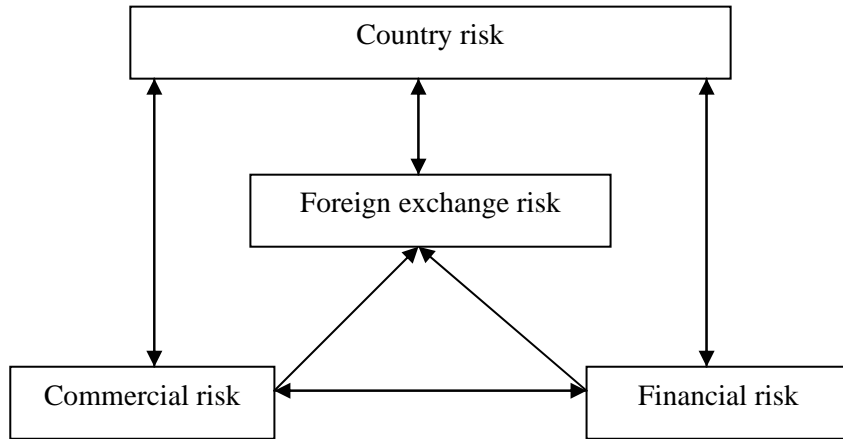 Country risk
Foreign exchange risk
Commercial risk
Financial risk